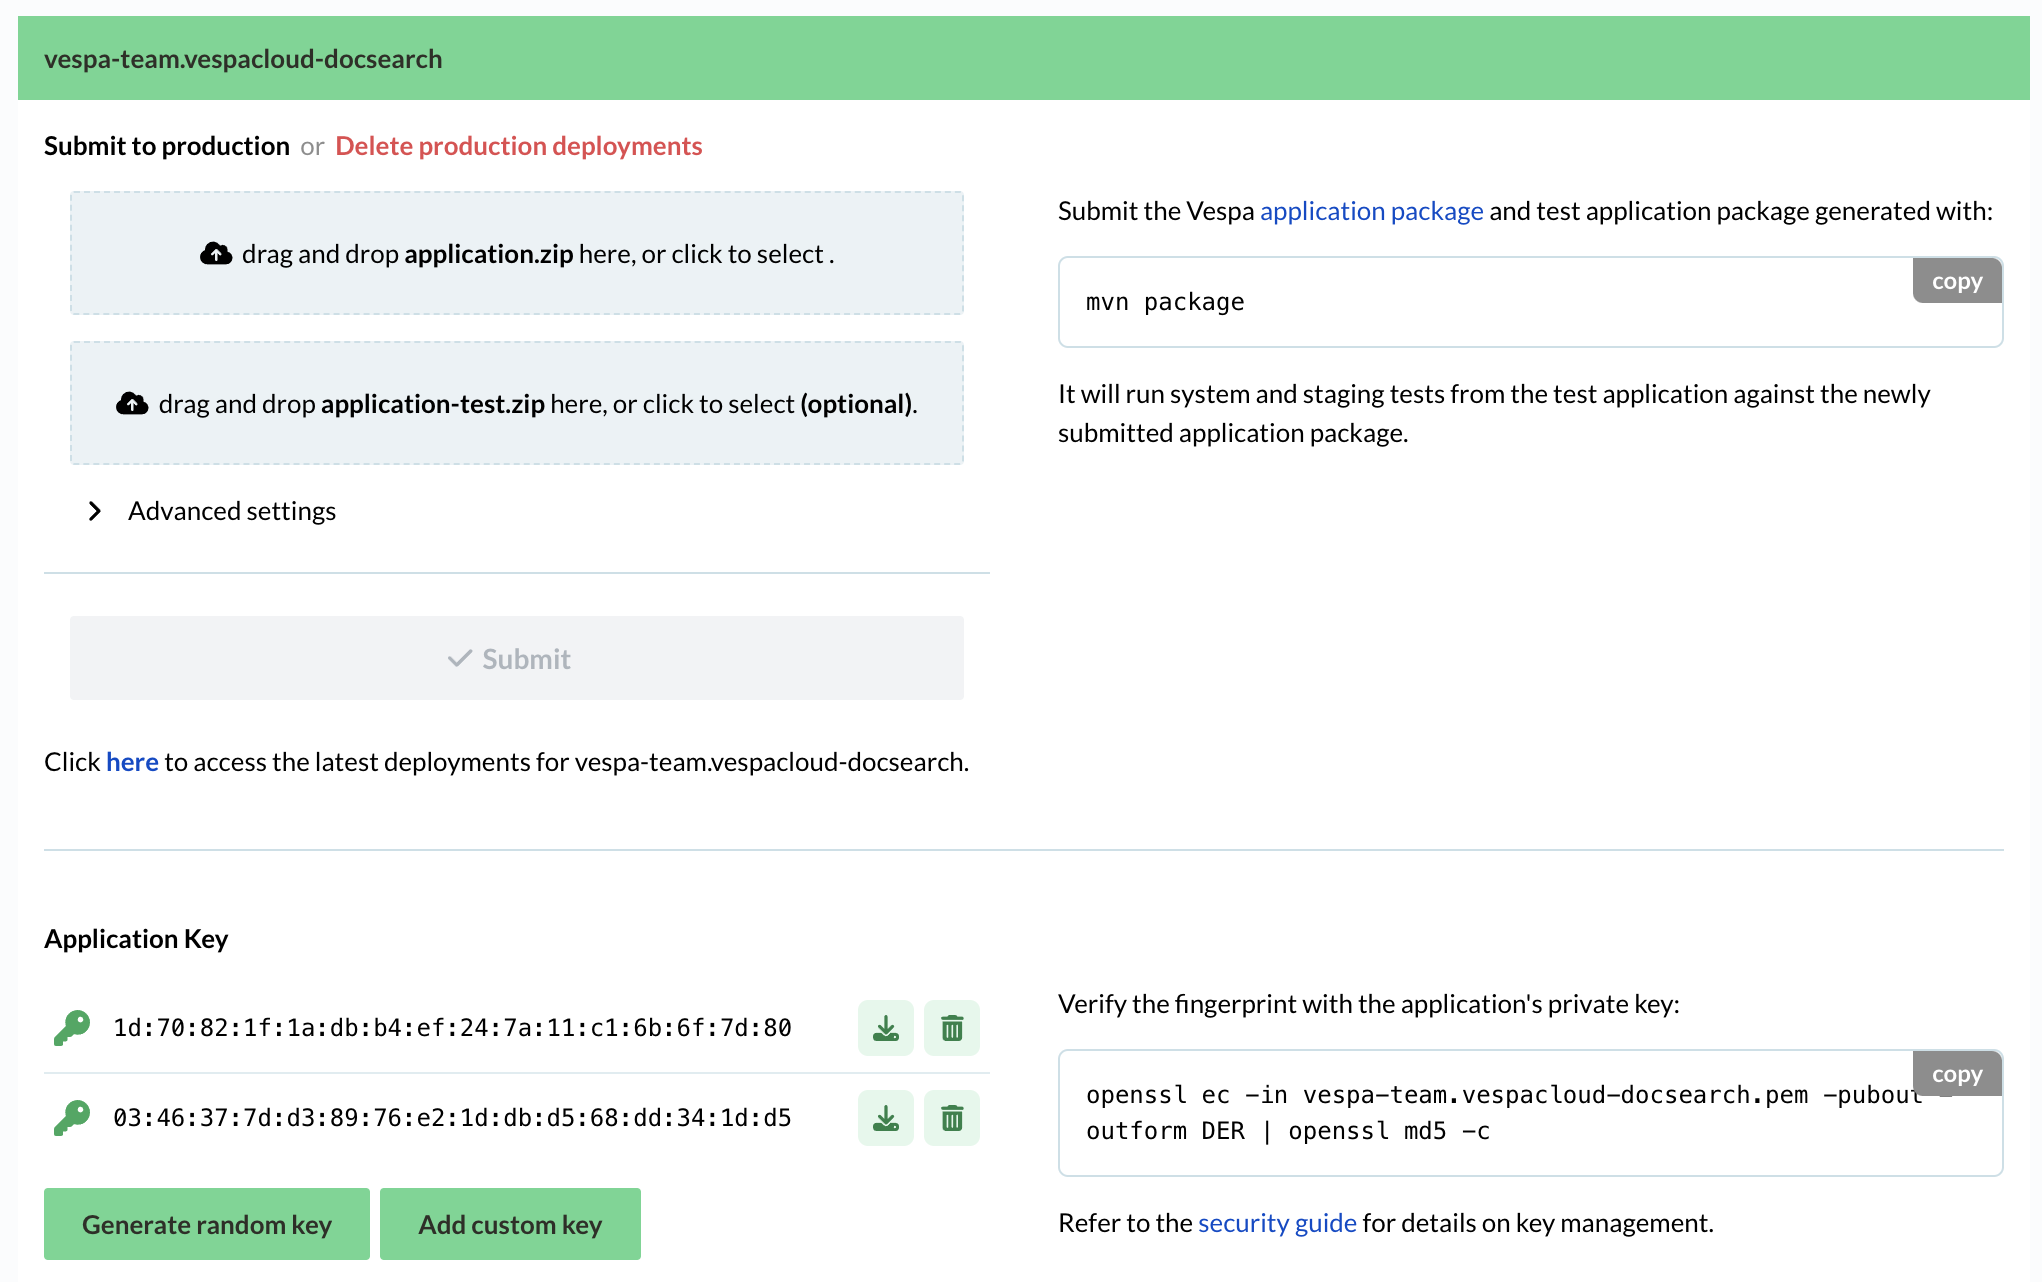 vespa-team.vespacloud-docsearch
Submit to production or Delete production deployments
drag and drop application.zip here, or click to select .
drag and drop application-test.zip here, or click to select (optional).
Advanced settings
Submit
Click here to access the latest deployments for vespa-team.vespacloud-docsearch.
Submit the Vespa application package and test application package generated with:
copy
mvn package
It will run system and staging tests from the test application against the newly
submitted application package.
Application Key
1d:70:82:1f:1a:db:b4:ef:24:7a:11:c1:6b:6f:7d:80
03:46:37:7d:d3:89:76:e2:1d:db:d5:68:dd:34:1d:d5
Generate random key
Add custom key
Verify the fingerprint with the application's private key:
copy
openssl ec -in vespa-team.vespacloud-docsearch.pem -pubout -
outform DER | openssl md5 -c
Refer to the security guide for details on key management.